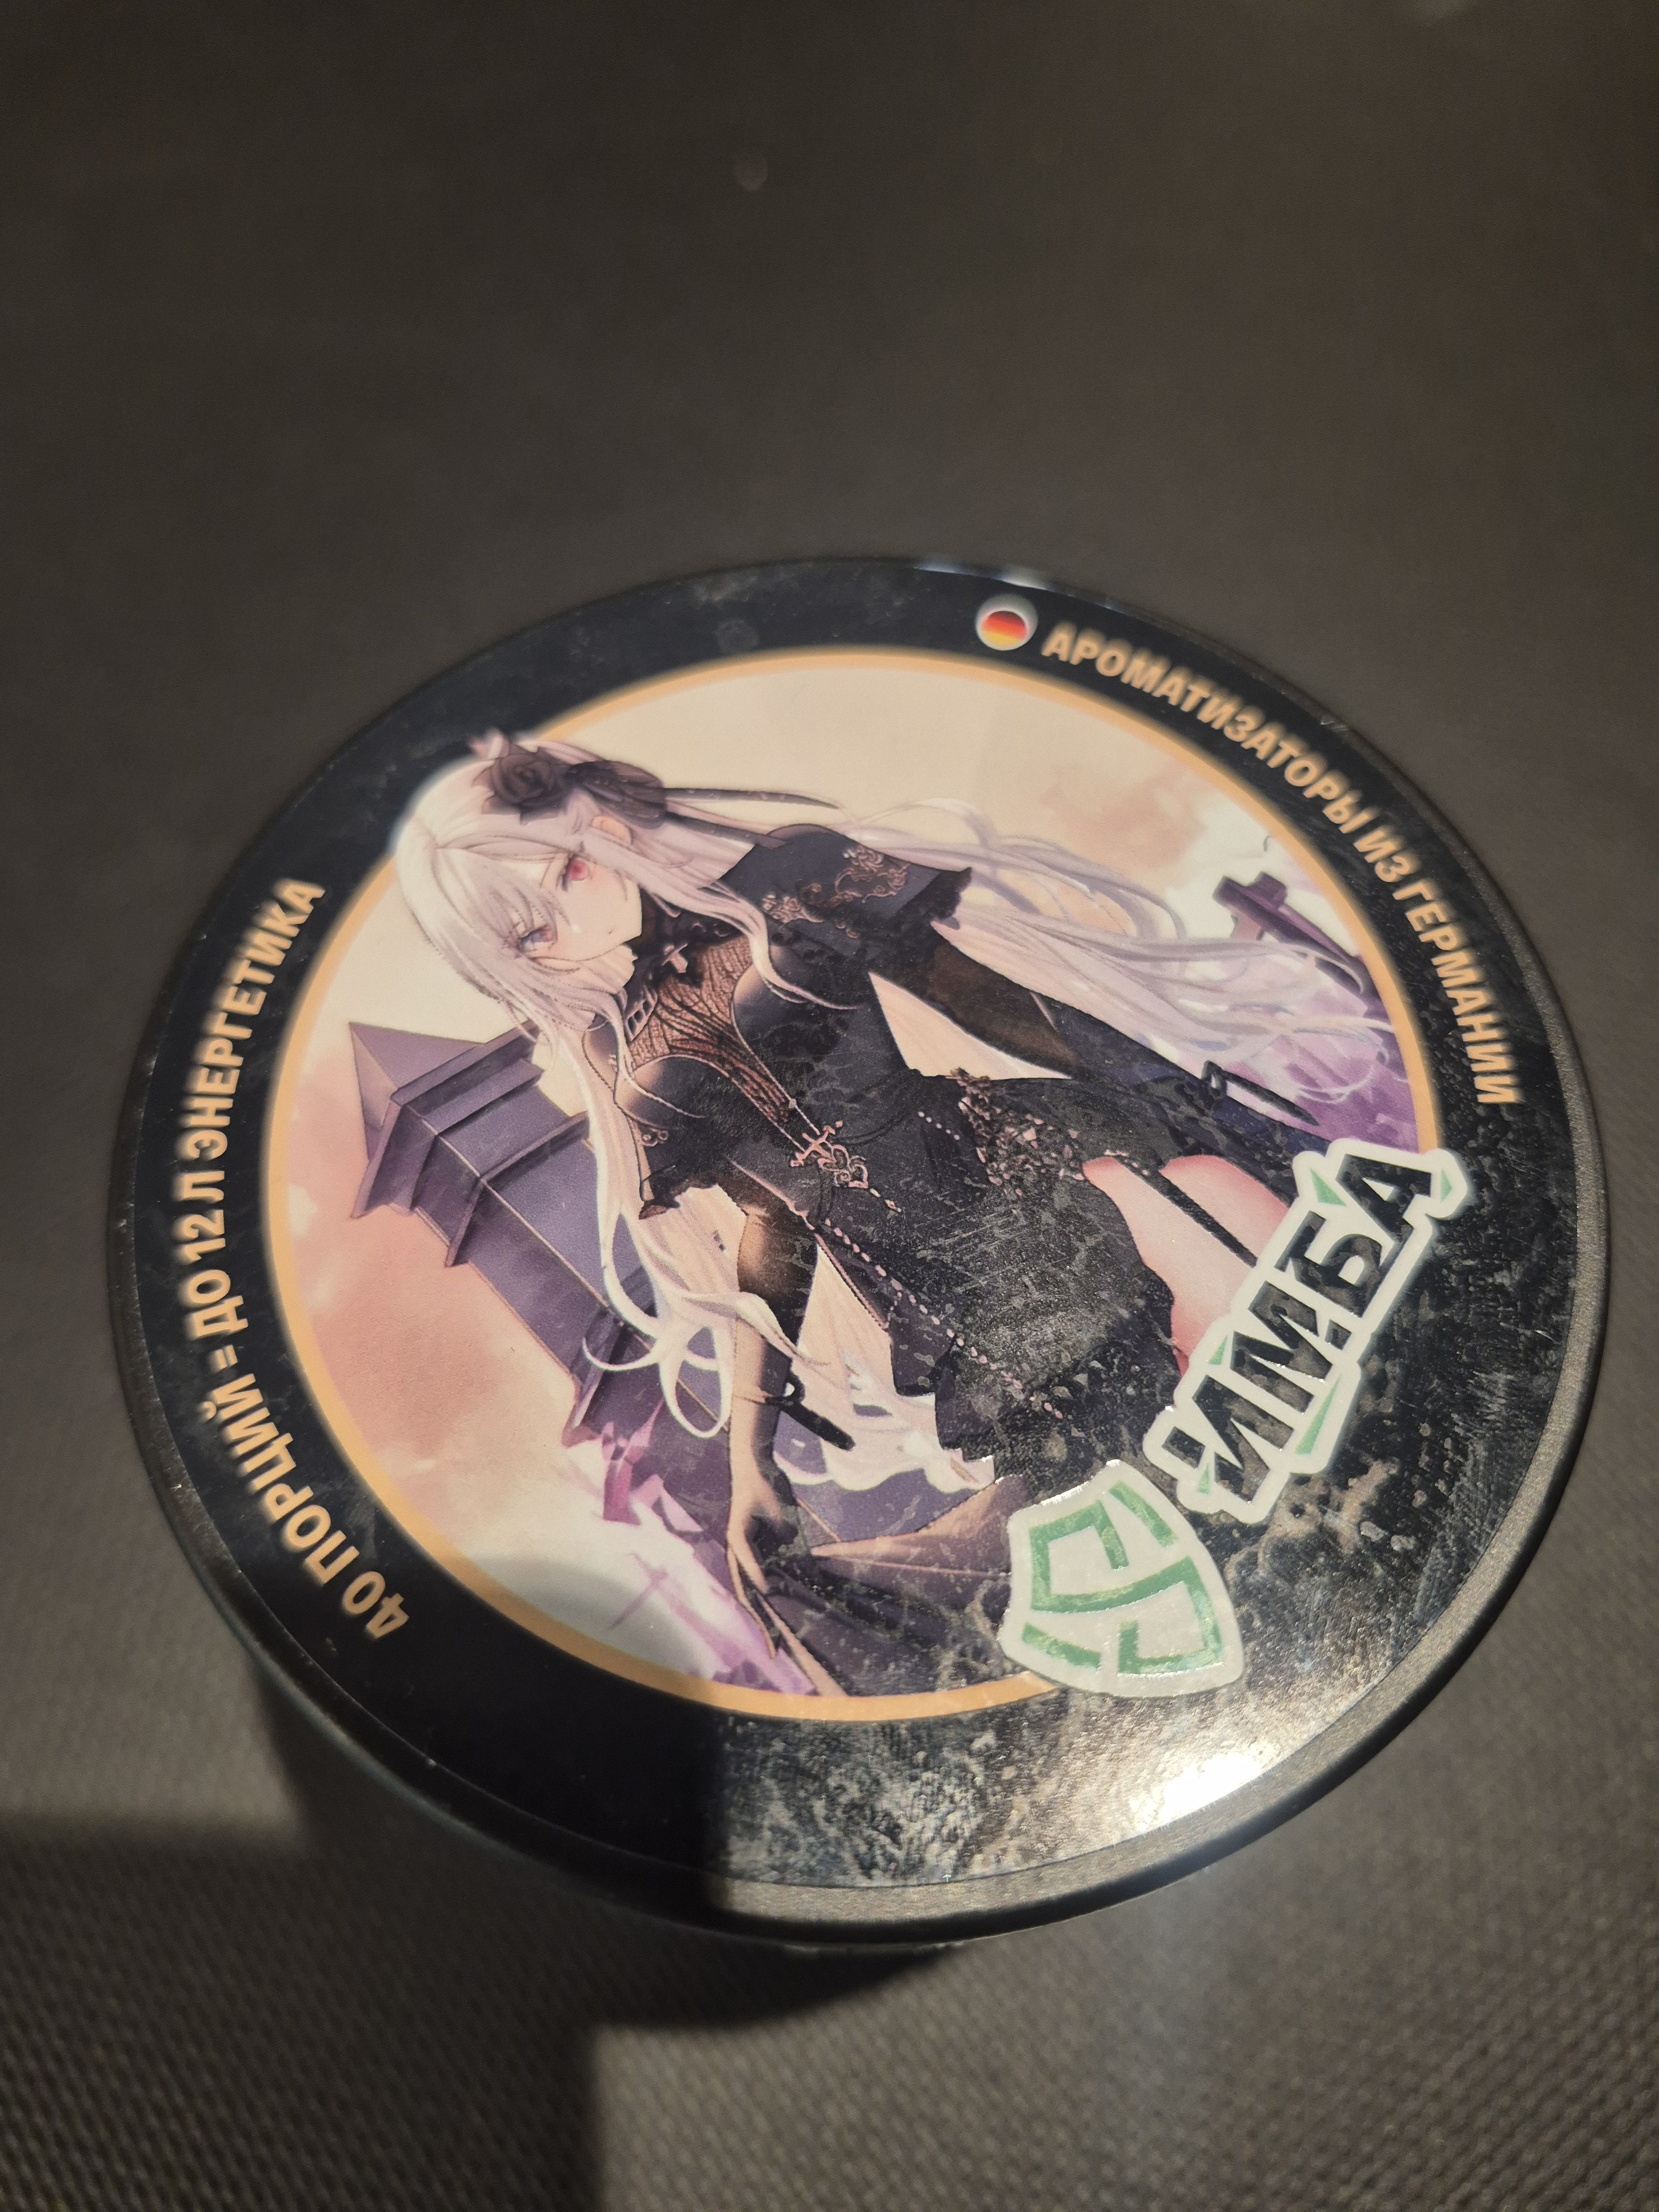 40 ПОРЦИЙ = ДО 12 Л ЭНЕРГЕТИКА
АРОМАТИЗАТОРЫ ИЗ ГЕРМАНИИ
ИМБА